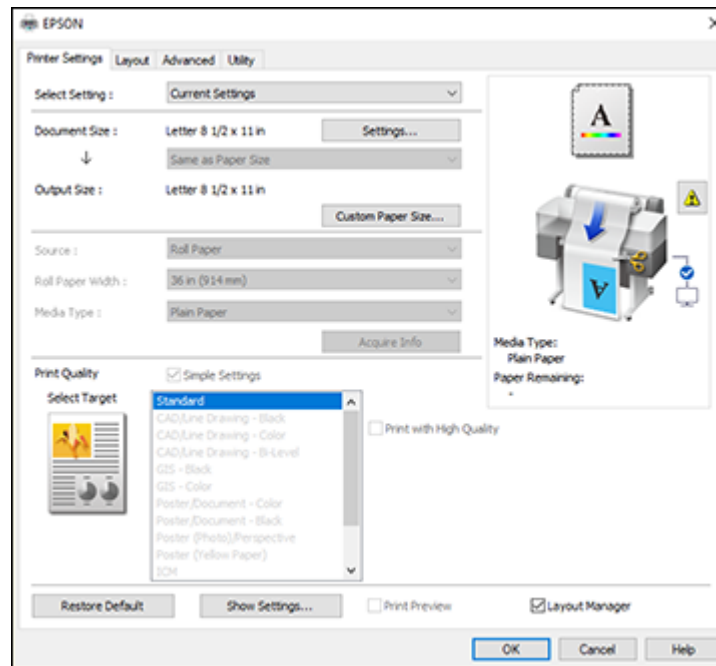 EPSON
Printer Settings Layout Advanced Utility
Select Setting : Current Settings
Document Size : Letter 8 1/2 x 11 in Settings...
Same as Paper Size
Output Size : Letter 8 1/2 x 11 in
Custom Paper Size...
Source : Roll Paper
Roll Paper Width : 36 in (914 mm)
Media Type : Plain Paper
Acquire Info
Print Quality Simple Settings
Select Target
Standard
CAD/Line Drawing - Black
CAD/Line Drawing - Color
CAD/Line Drawing - Bi-Level
GIS - Black
GIS - Color
Poster/Document - Color
Poster/Document - Black
Poster (Photo)/Perspective
Poster (Yellow Paper)
ICM
Print with High Quality
A
A
Media Type:
Plain Paper
Paper Remaining:
-
Restore Default Show Settings... Print Preview Layout Manager
OK Cancel Help